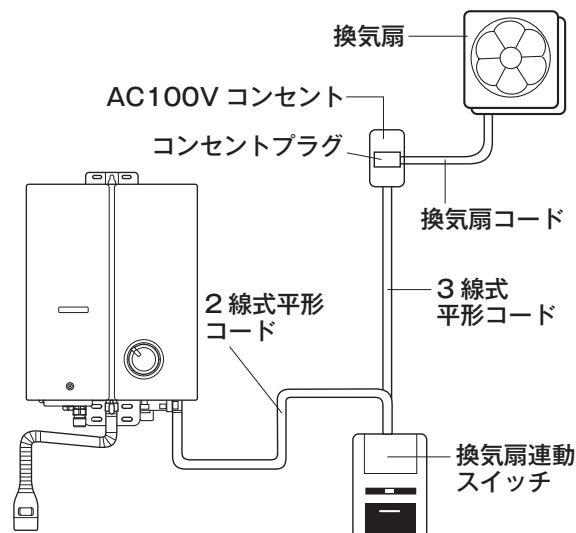 換気扇
AC100V コンセント
コンセントプラグ
換気扇コード
2 線式平形
コード
3 線式
平形コード
換気扇連動
スイッチ